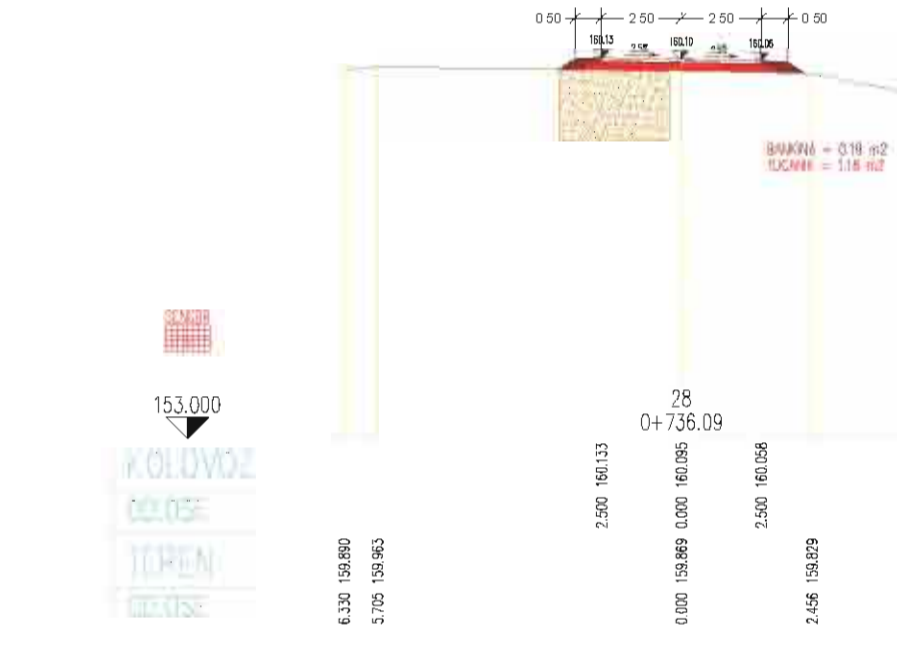 0 50 2 50 2 50 0 50
160.13 2.5% 160.10 2.5% 160.06
BANKINA = 0.18 m2
TUCANIK = 1.16 m2
153.000
28
0+736.09
KOLOVOZ
2.500 160.133
0.000 160.095
2.500 160.058
TEREN
6.330 159.890
5.705 159.963
0.000 159.869
2.456 159.829